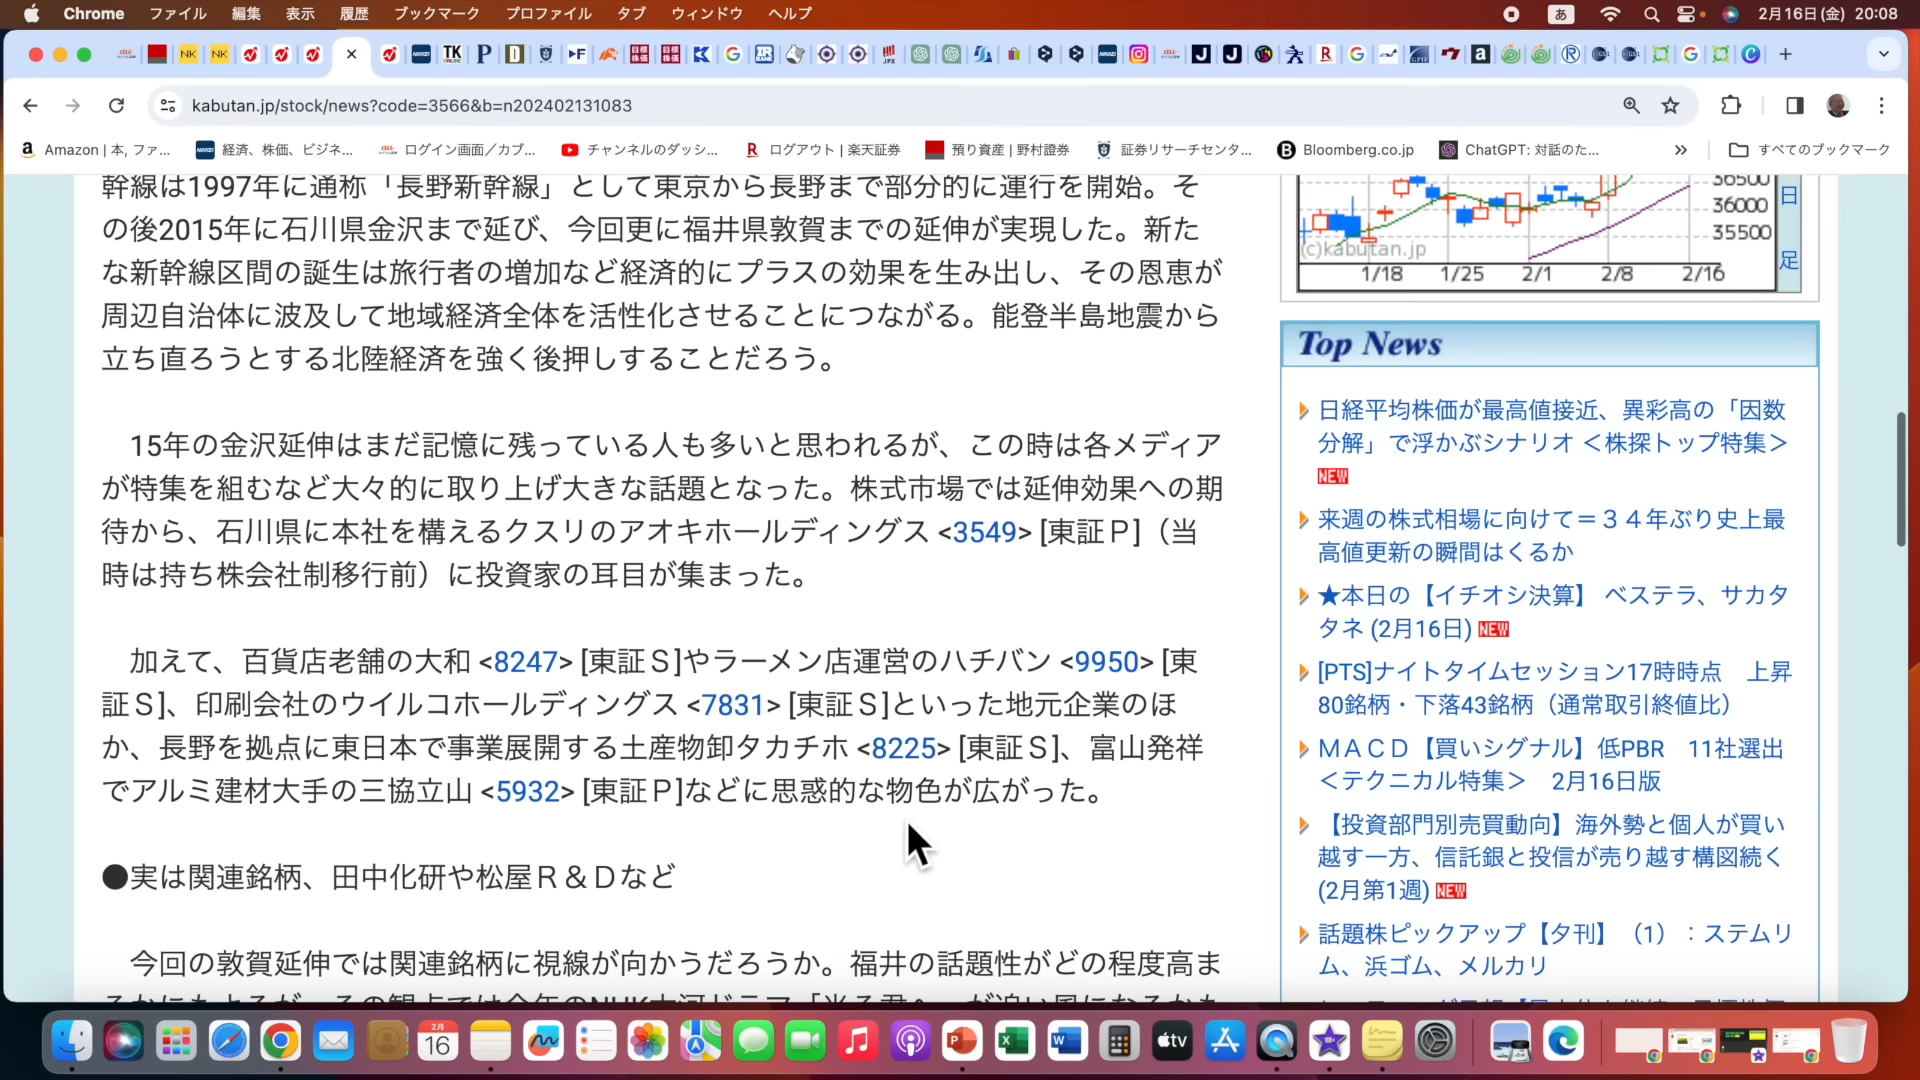 Chrome ファイル 編集 表示 履歴 ブックマーク プロファイル タブ ウィンドウ ヘルプ あ 2月16日(金) 20:08
kabutan.jp/stock/news?code=3566&b=n202402131083
Amazon | 本, ファ... 経済、株価、ビジネ... ログイン画面／カブ... チャンネルのダッシ... ログアウト | 楽天証券 預り資産 | 野村證券 証券リサーチセンタ... Bloomberg.co.jp ChatGPT: 対話のた... » すべてのブックマーク
幹線は1997年に通称「長野新幹線」として東京から長野まで部分的に運行を開始。そ
の後2015年に石川県金沢まで延び、今回更に福井県敦賀までの延伸が実現した。新た
な新幹線区間の誕生は旅行者の増加など経済的にプラスの効果を生み出し、その恩恵が
周辺自治体に波及して地域経済全体を活性化させることにつながる。能登半島地震から
立ち直ろうとする北陸経済を強く後押しすることだろう。
15年の金沢延伸はまだ記憶に残っている人も多いと思われるが、この時は各メディア
が特集を組むなど大々的に取り上げ大きな話題となった。株式市場では延伸効果への期
待から、石川県に本社を構えるクスリのアオキホールディングス <3549> [東証Ｐ]（当
時は持ち株会社制移行前）に投資家の耳目が集まった。
加えて、百貨店老舗の大和 <8247> [東証Ｓ]やラーメン店運営のハチバン <9950> [東
証Ｓ]、印刷会社のウイルコホールディングス <7831> [東証Ｓ]といった地元企業のほ
か、長野を拠点に東日本で事業展開する土産物卸タカチホ <8225> [東証Ｓ]、富山発祥
でアルミ建材大手の三協立山 <5932> [東証Ｐ]などに思惑的な物色が広がった。
●実は関連銘柄、田中化研や松屋Ｒ＆Ｄなど
今回の敦賀延伸では関連銘柄に視線が向かうだろうか。福井の話題性がどの程度高ま
36500
36000
35500
(c)kabutan.jp
1/18 1/25 2/1 2/8 2/16
日
足
Top News
日経平均株価が最高値接近、異彩高の「因数
分解」で浮かぶシナリオ ＜株探トップ特集＞
NEW
来週の株式相場に向けて＝３４年ぶり史上最
高値更新の瞬間はくるか
★本日の【イチオシ決算】 ベステラ、サカタ
タネ (2月16日) NEW
[PTS]ナイトタイムセッション17時時点 上昇
80銘柄・下落43銘柄（通常取引終値比）
ＭＡＣＤ【買いシグナル】低PBR 11社選出
＜テクニカル特集＞ 2月16日版
【投資部門別売買動向】海外勢と個人が買い
越す一方、信託銀と投信が売り越す構図続く
(2月第1週) NEW
話題株ピックアップ【夕刊】（1）：ステムリ
ム、浜ゴム、メルカリ
2月
16
tv